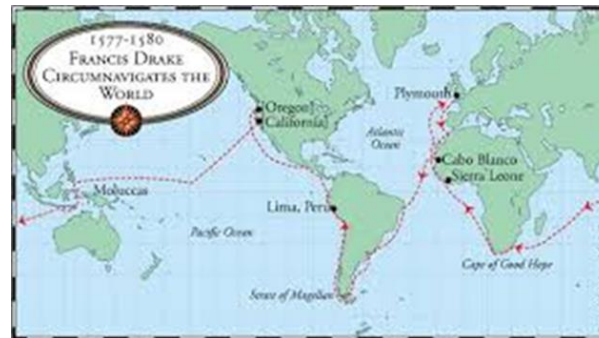 1577-1580
Francis Drake
Circumnavigates the
World
Oregon?
California?
Plymouth
Atlantic
Ocean
Cabo Blanco
Sierra Leone
Moluccas
Lima, Peru
Pacific Ocean
Cape of Good Hope
Strait of Magellan